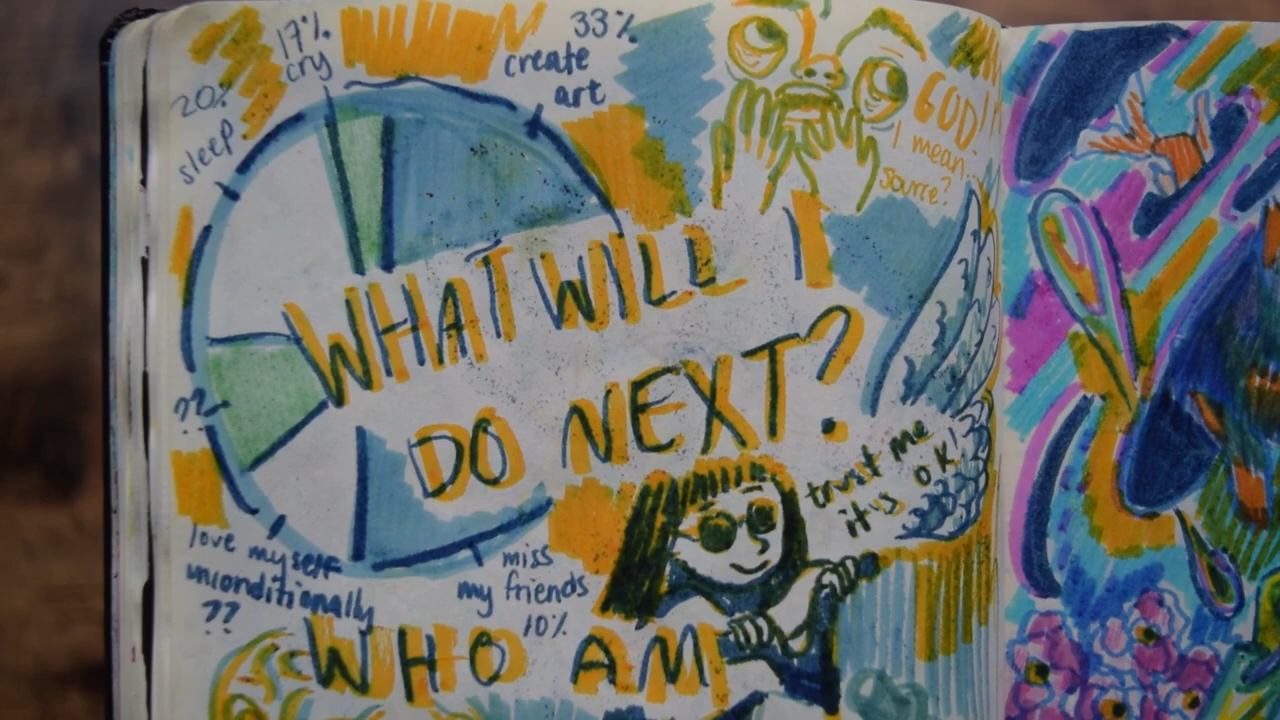 17%
cry
33%
create
art
20%
sleep
GOD!
I mean..
source?
WHAT WILL I
DO NEXT?
??
trust me
it's ok!
love myself
unconditionally
??
miss
my friends
10%
WHO AM